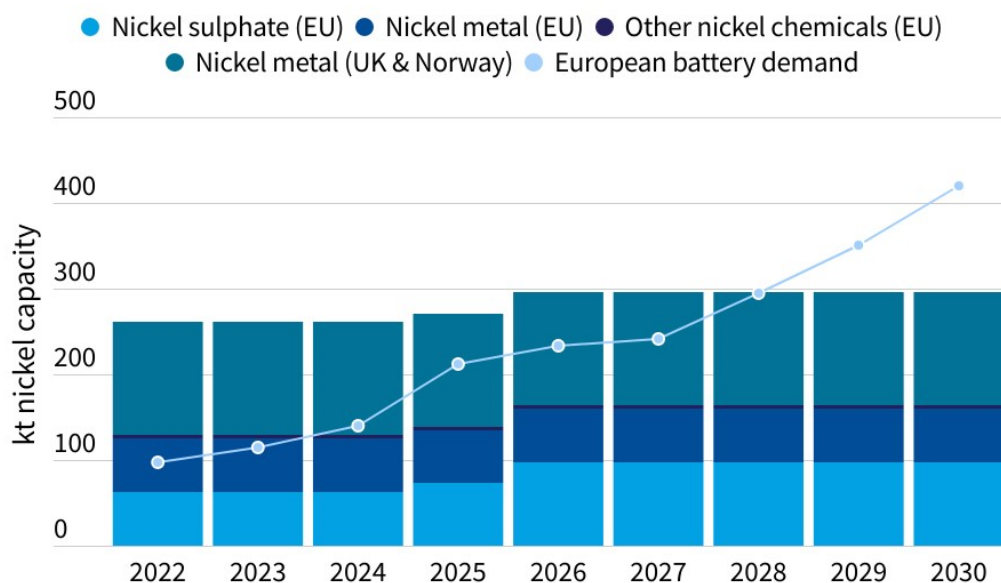 Nickel sulphate (EU) Nickel metal (EU) Other nickel chemicals (EU)
Nickel metal (UK & Norway) European battery demand
kt nickel capacity
500
400
300
200
100
0
2022 2023 2024 2025 2026 2027 2028 2029 2030